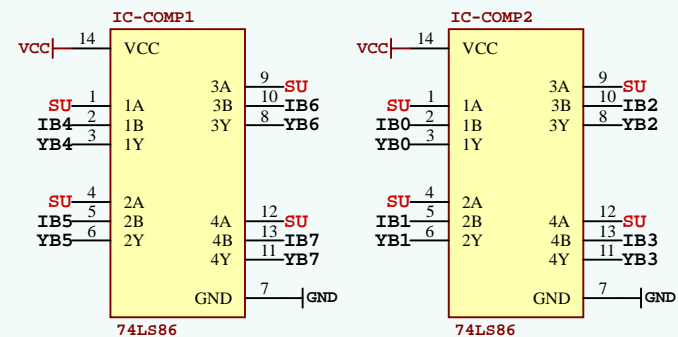 IC-COMP1
VCC 14 VCC
3A 9 SU
SU 1 1A
3B 10 IB6
IB4 2 1B
3Y 8 YB6
YB4 3 1Y
SU 4 2A
IB5 5 2B
4A 12 SU
YB5 6 2Y
4B 13 IB7
4Y 11 YB7
GND 7 GND
74LS86
IC-COMP2
VCC 14 VCC
3A 9 SU
SU 1 1A
3B 10 IB2
IB0 2 1B
3Y 8 YB2
YB0 3 1Y
SU 4 2A
IB1 5 2B
4A 12 SU
YB1 6 2Y
4B 13 IB3
4Y 11 YB3
GND 7 GND
74LS86